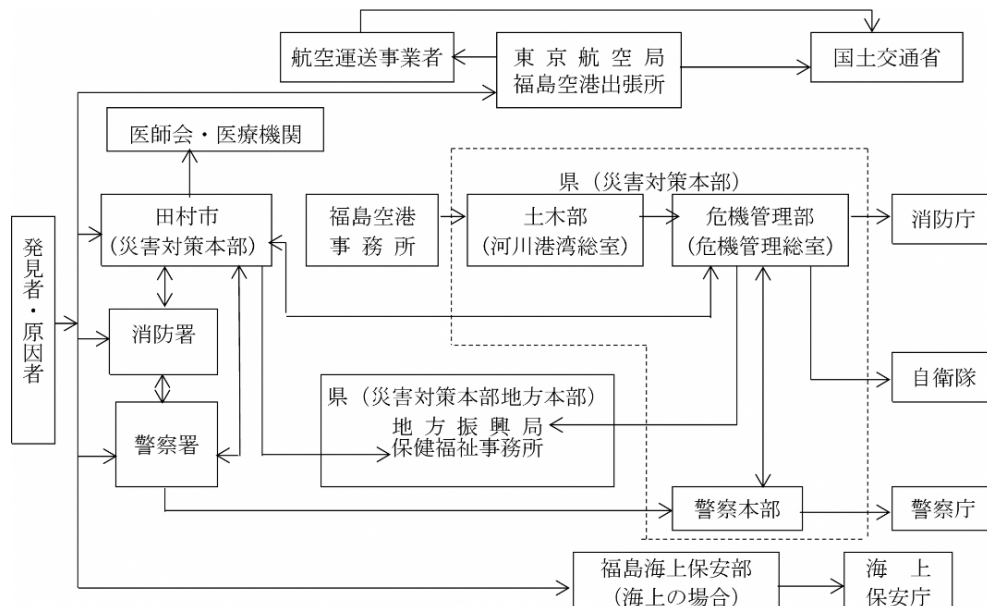 航空運送事業者
東京航空局
福島空港出張所
国土交通省
医師会・医療機関
県（災害対策本部）
発見者・原因者
田村市
（災害対策本部）
福島空港
事務所
土木部
（河川港湾総室）
危機管理部
（危機管理総室）
消防庁
消防署
自衛隊
県（災害対策本部地方本部）
地方振興局
保健福祉事務所
警察署
警察本部
警察庁
福島海上保安部
（海上の場合）
海上
保安庁